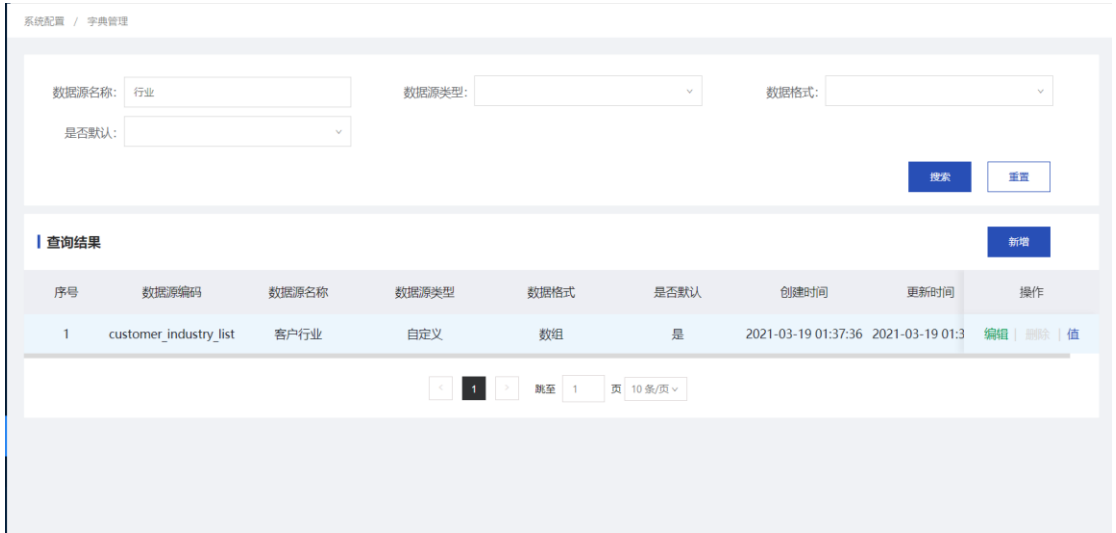 系统配置 / 字典管理
数据源名称: 行业 数据源类型: 数据格式:
是否默认:
搜索 重置
查询结果 新增
序号 数据源编码 数据源名称 数据源类型 数据格式 是否默认 创建时间 更新时间 操作
1 customer_industry_list 客户行业 自定义 数组 是 2021-03-19 01:37:36 2021-03-19 01:3 编辑 | 删除 | 值
< 1 > 跳至 1 页 10 条/页